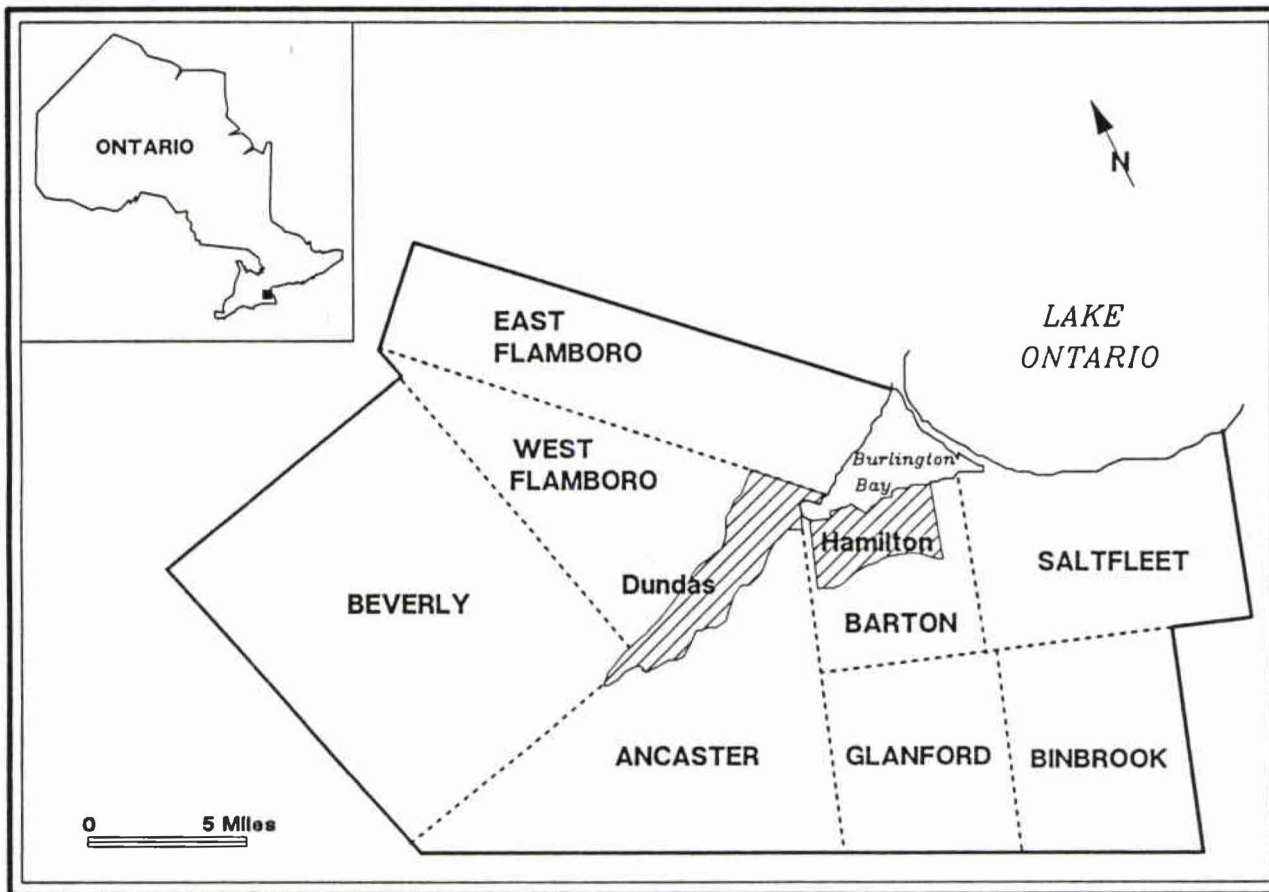 ONTARIO
N
LAKE
ONTARIO
EAST
FLAMBORO
WEST
FLAMBORO
Burlington
Bay
Hamilton
Dundas
SALTFLEET
BEVERLY
BARTON
ANCASTER
GLANFORD
BINBROOK
0 5 Miles